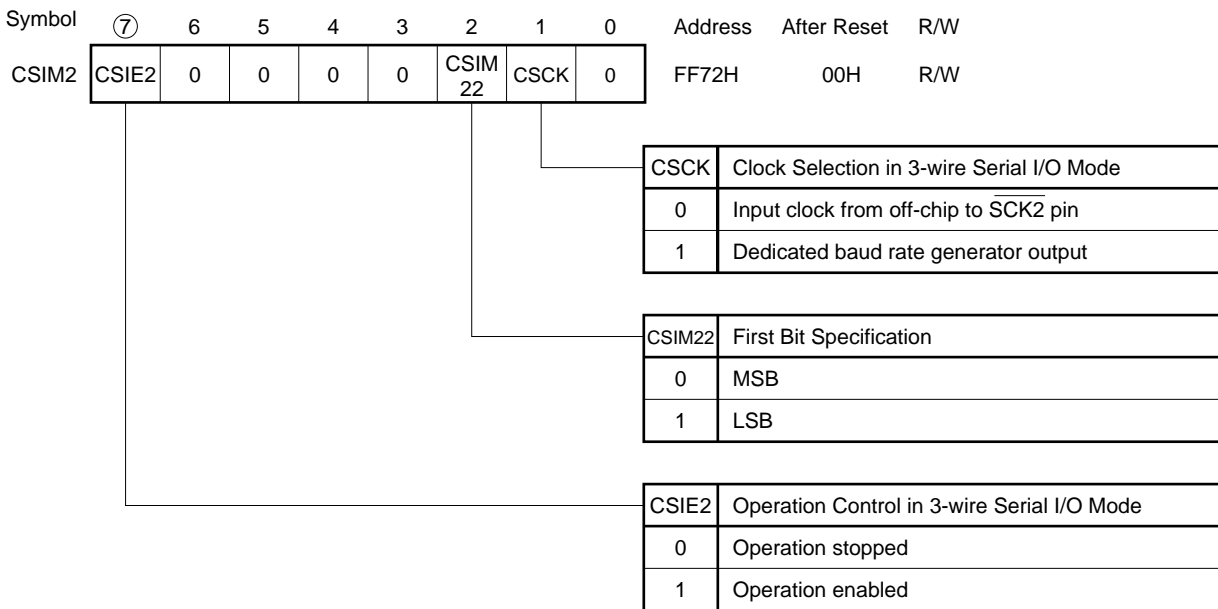 Symbol ⑦ 6 5 4 3 2 1 0 Address After Reset R/W
CSIM2 CSIE2 0 0 0 0 CSIM 22 CSCK 0 FF72H 00H R/W
CSCK Clock Selection in 3-wire Serial I/O Mode
0 Input clock from off-chip to S̅C̅K̅2̅ pin
1 Dedicated baud rate generator output
CSIM22 First Bit Specification
0 MSB
1 LSB
CSIE2 Operation Control in 3-wire Serial I/O Mode
0 Operation stopped
1 Operation enabled